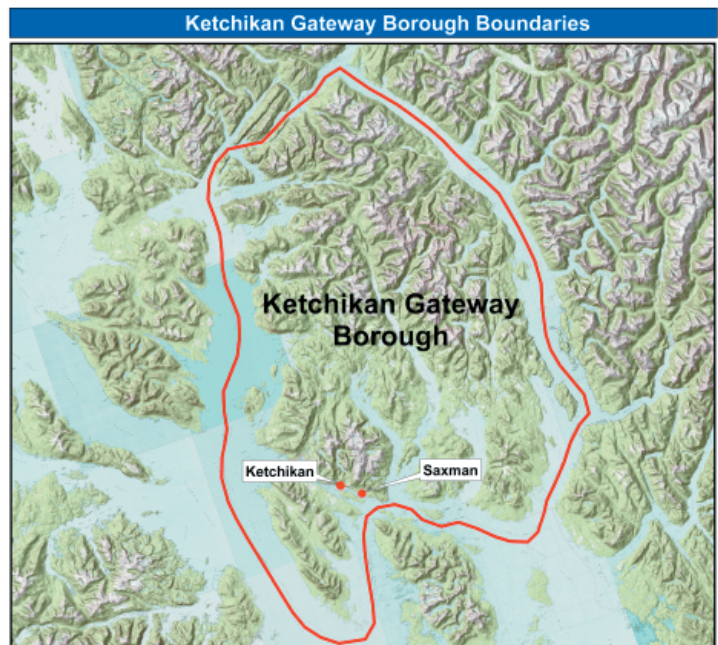 Ketchikan Gateway Borough Boundaries
Ketchikan Gateway
Borough
Ketchikan
Saxman